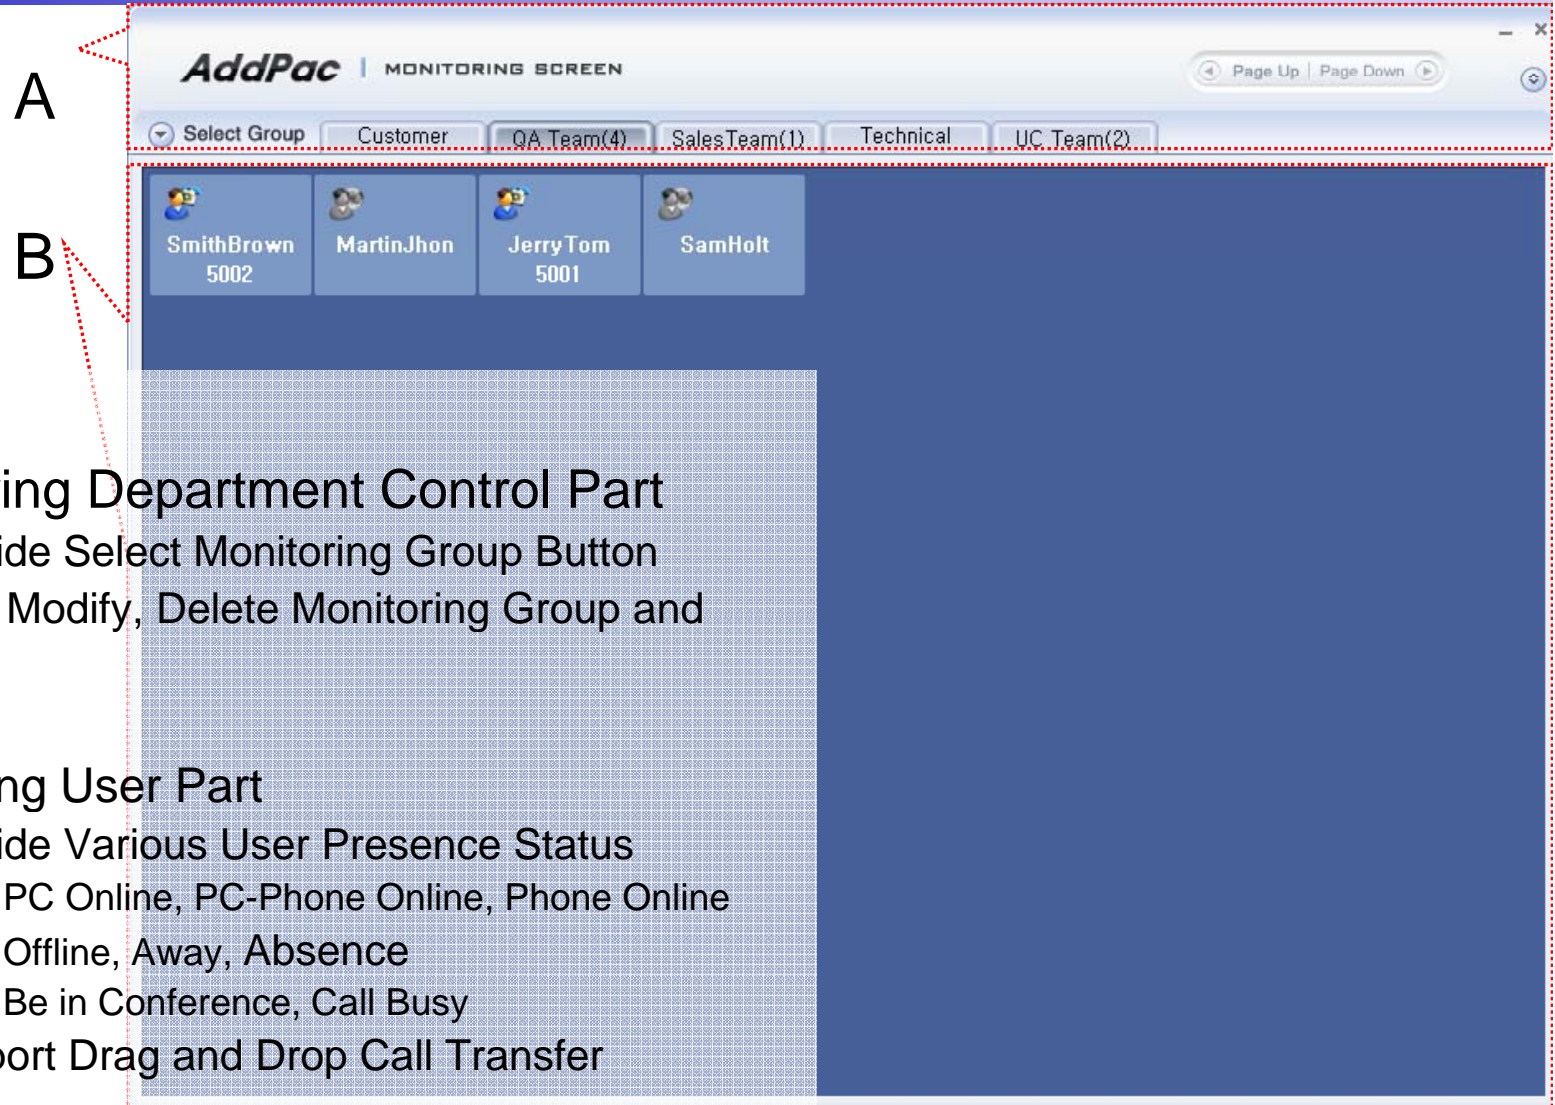 A
AddPac | MONITORING SCREEN
Page Up | Page Down
Select Group Customer QA Team(4) SalesTeam(1) Technical UC Team(2)
B
SmithBrown 5002
MartinJhon
JerryTom 5001
SamHolt
ing Department Control Part
ide Select Monitoring Group Button
Modify, Delete Monitoring Group and
ng User Part
ide Various User Presence Status
PC Online, PC-Phone Online, Phone Online
Offline, Away, Absence
Be in Conference, Call Busy
port Drag and Drop Call Transfer